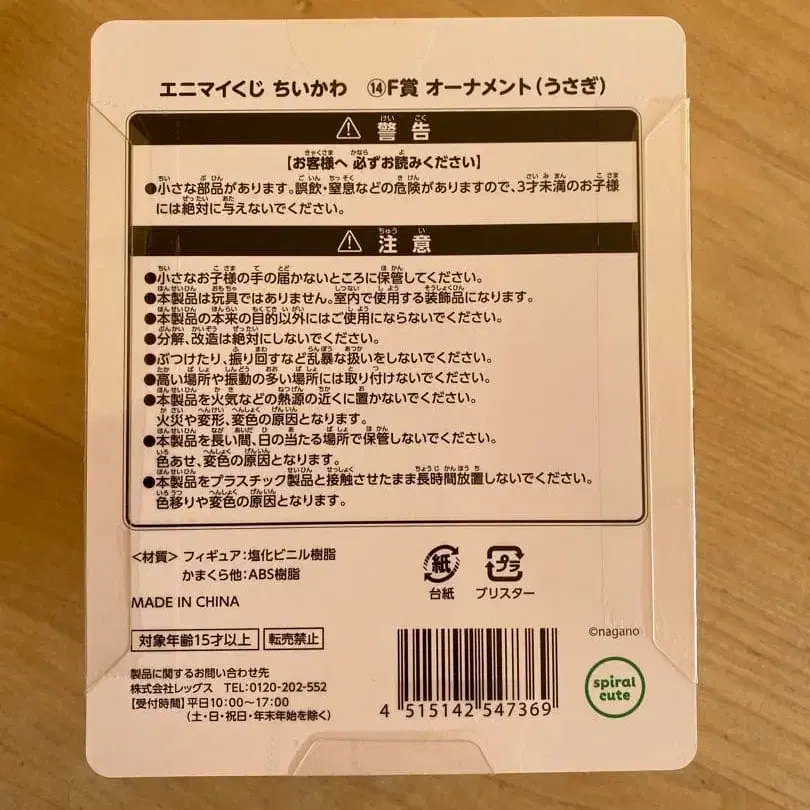 エニマイくじ ちいかわ ⑭F賞 オーナメント(うさぎ)
⚠ 警告
【お客様へ 必ずお読みください】
●小さな部品があります。誤飲・窒息などの危険がありますので、3才未満のお子様
には絶対に与えないでください。
⚠ 注意
●小さなお子様の手の届かないところに保管してください。
●本製品は玩具ではありません。室内で使用する装飾品になります。
●本製品の本来の目的以外にはご使用にならないでください。
●分解、改造は絶対にしないでください。
●ぶつけたり、振り回すなど乱暴な扱いをしないでください。
●高い場所や振動の多い場所には取り付けないでください。
●本製品を火気などの熱源の近くに置かないでください。
火災や変形、変色の原因となります。
●本製品を長い間、日の当たる場所で保管しないでください。
色あせ、変色の原因となります。
●本製品をプラスチック製品と接触させたまま長時間放置しないでください。
色移りや変色の原因となります。
<材質> フィギュア:塩化ビニル樹脂
かまくら他:ABS樹脂
紙 プラ
台紙 ブリスター
MADE IN CHINA
対象年齢15才以上 転売禁止
©nagano
spiral
cute
製品に関するお問い合わせ先
株式会社レッグス TEL:0120-202-552
【受付時間】平日10:00~17:00
(土・日・祝日・年末年始を除く)
4 515142 547369